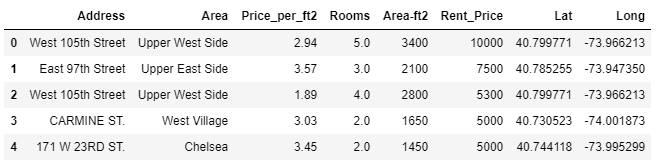 Address Area Price_per_ft2 Rooms Area-ft2 Rent_Price Lat Long
0 West 105th Street Upper West Side 2.94 5.0 3400 10000 40.799771 -73.966213
1 East 97th Street Upper East Side 3.57 3.0 2100 7500 40.785255 -73.947350
2 West 105th Street Upper West Side 1.89 4.0 2800 5300 40.799771 -73.966213
3 CARMINE ST. West Village 3.03 2.0 1650 5000 40.730523 -74.001873
4 171 W 23RD ST. Chelsea 3.45 2.0 1450 5000 40.744118 -73.995299